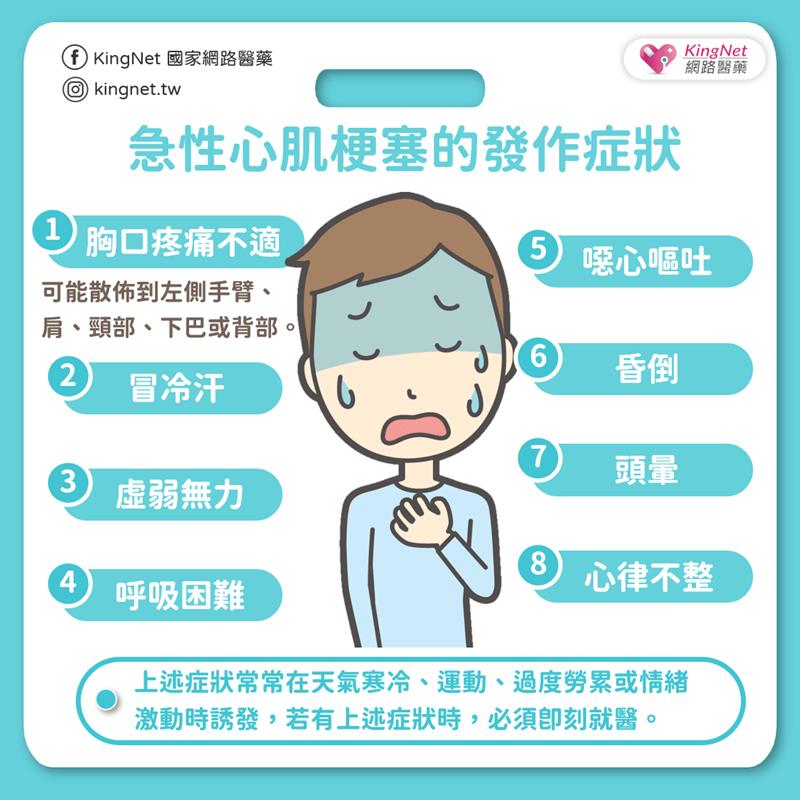 KingNet 國家網路醫藥
kingnet.tw
KingNet
網路醫藥
急性心肌梗塞的發作症狀
1 胸口疼痛不適
可能散佈到左側手臂、
肩、頸部、下巴或背部。
2 冒冷汗
3 虛弱無力
4 呼吸困難
5 噁心嘔吐
6 昏倒
7 頭暈
8 心律不整
上述症狀常常在天氣寒冷、運動、過度勞累或情緒
激動時誘發，若有上述症狀時，必須即刻就醫。